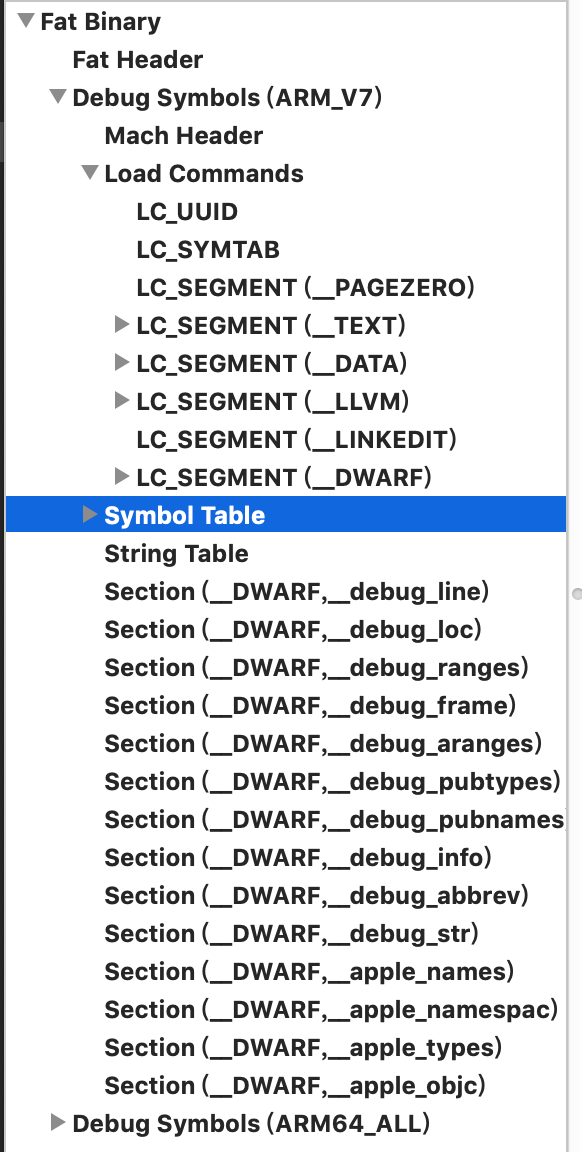 Fat Binary
Fat Header
Debug Symbols (ARM_V7)
Mach Header
Load Commands
LC_UUID
LC_SYMTAB
LC_SEGMENT (__PAGEZERO)
LC_SEGMENT (__TEXT)
LC_SEGMENT (__DATA)
LC_SEGMENT (__LLVM)
LC_SEGMENT (__LINKEDIT)
LC_SEGMENT (__DWARF)
Symbol Table
String Table
Section (__DWARF,__debug_line)
Section (__DWARF,__debug_loc)
Section (__DWARF,__debug_ranges)
Section (__DWARF,__debug_frame)
Section (__DWARF,__debug_aranges)
Section (__DWARF,__debug_pubtypes)
Section (__DWARF,__debug_pubnames
Section (__DWARF,__debug_info)
Section (__DWARF,__debug_abbrev)
Section (__DWARF,__debug_str)
Section (__DWARF,__apple_names)
Section (__DWARF,__apple_namespac)
Section (__DWARF,__apple_types)
Section (__DWARF,__apple_objc)
Debug Symbols (ARM64_ALL)